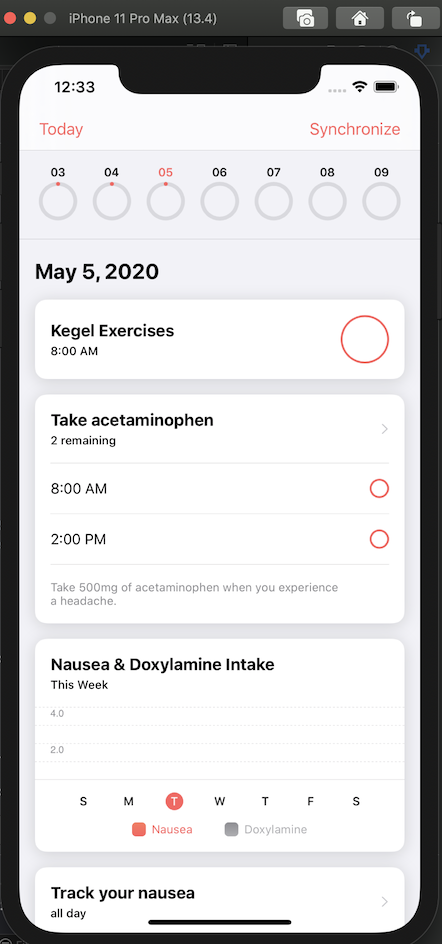 iPhone 11 Pro Max (13.4)
12:33
Today Synchronize
03 04 05 06 07 08 09
May 5, 2020
Kegel Exercises
8:00 AM
Take acetaminophen
2 remaining
8:00 AM
2:00 PM
Take 500mg of acetaminophen when you experience
a headache.
Nausea & Doxylamine Intake
This Week
4.0
2.0
S M T W T F S
Nausea Doxylamine
Track your nausea
all day